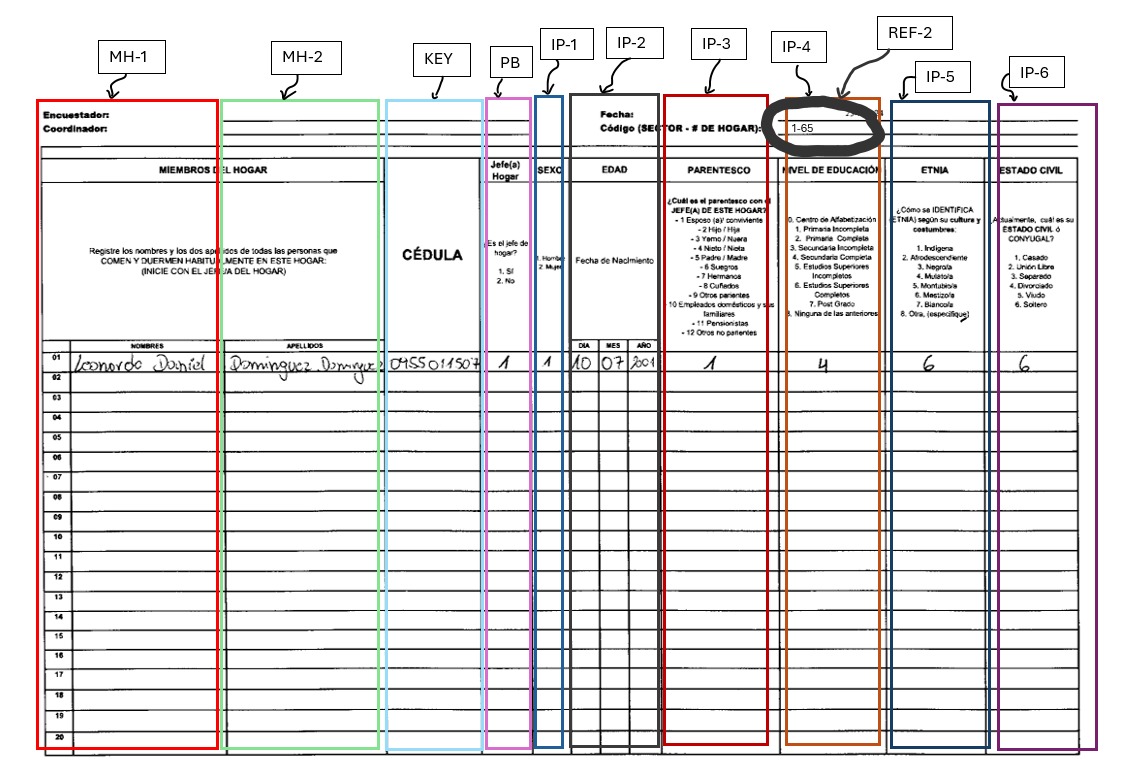 MH-1
MH-2
KEY
PB
IP-1
IP-2
IP-3
IP-4
REF-2
IP-5
IP-6
Encuestador:
Coordinador:
Fecha:
Código (SECTOR - # DE HOGAR):
1-65
MIEMBROS DEL HOGAR
Registre los nombres y los dos apellidos de todas las personas que
COMEN Y DUERMEN HABITUALMENTE EN ESTE HOGAR:
(INICIE CON EL JEFE/A DEL HOGAR)
NOMBRES
APELLIDOS
CÉDULA
Jefe(a)
Hogar
Es el jefe de
hogar?
1. Sí
2. No
SEXO
1. Hombre
2. Mujer
EDAD
Fecha de Nacimiento
DIA MES AÑO
PARENTESCO
¿Cuál es el parentesco con el
JEFE(A) DE ESTE HOGAR?
- 1 Esposo (a)/ conviviente
- 2 Hijo / Hija
- 3 Yerno / Nuera
- 4 Nieto / Nieta
- 5 Padre / Madre
- 6 Suegros
- 7 Hermanos
- 8 Cuñados
- 9 Otros parientes
- 10 Empleados domésticos y sus
familiares
- 11 Pensionistas
- 12 Otros no parientes
NIVEL DE EDUCACIÓN
0. Centro de Alfabetización
1. Primaria Incompleta
2. Primaria Completa
3. Secundaria Incompleta
4. Secundaria Completa
5. Estudios Superiores
Incompletos
6. Estudios Superiores
Completos
7. Post Grado
8. Ninguna de las anteriores
ETNIA
¿Cómo se IDENTIFICA
(ETNIA) según su cultura y
costumbres:
1. Indígena
2. Afrodescendiente
3. Negro/a
4. Mulato/a
5. Montubio/a
6. Mestizo/a
7. Blanco/a
8. Otra, (especifique)
ESTADO CIVIL
Actualmente, cuál es su
ESTADO CIVIL ó
CONYUGAL?
1. Casado
2. Unión Libre
3. Separado
4. Divorciado
5. Viudo
6. Soltero
01 Leonardo Daniel Dominguez Dominguez 0955011507 1 1 10 07 2001 1 4 6 6
02
03
04
05
06
07
08
09
10
11
12
13
14
15
16
17
18
19
20